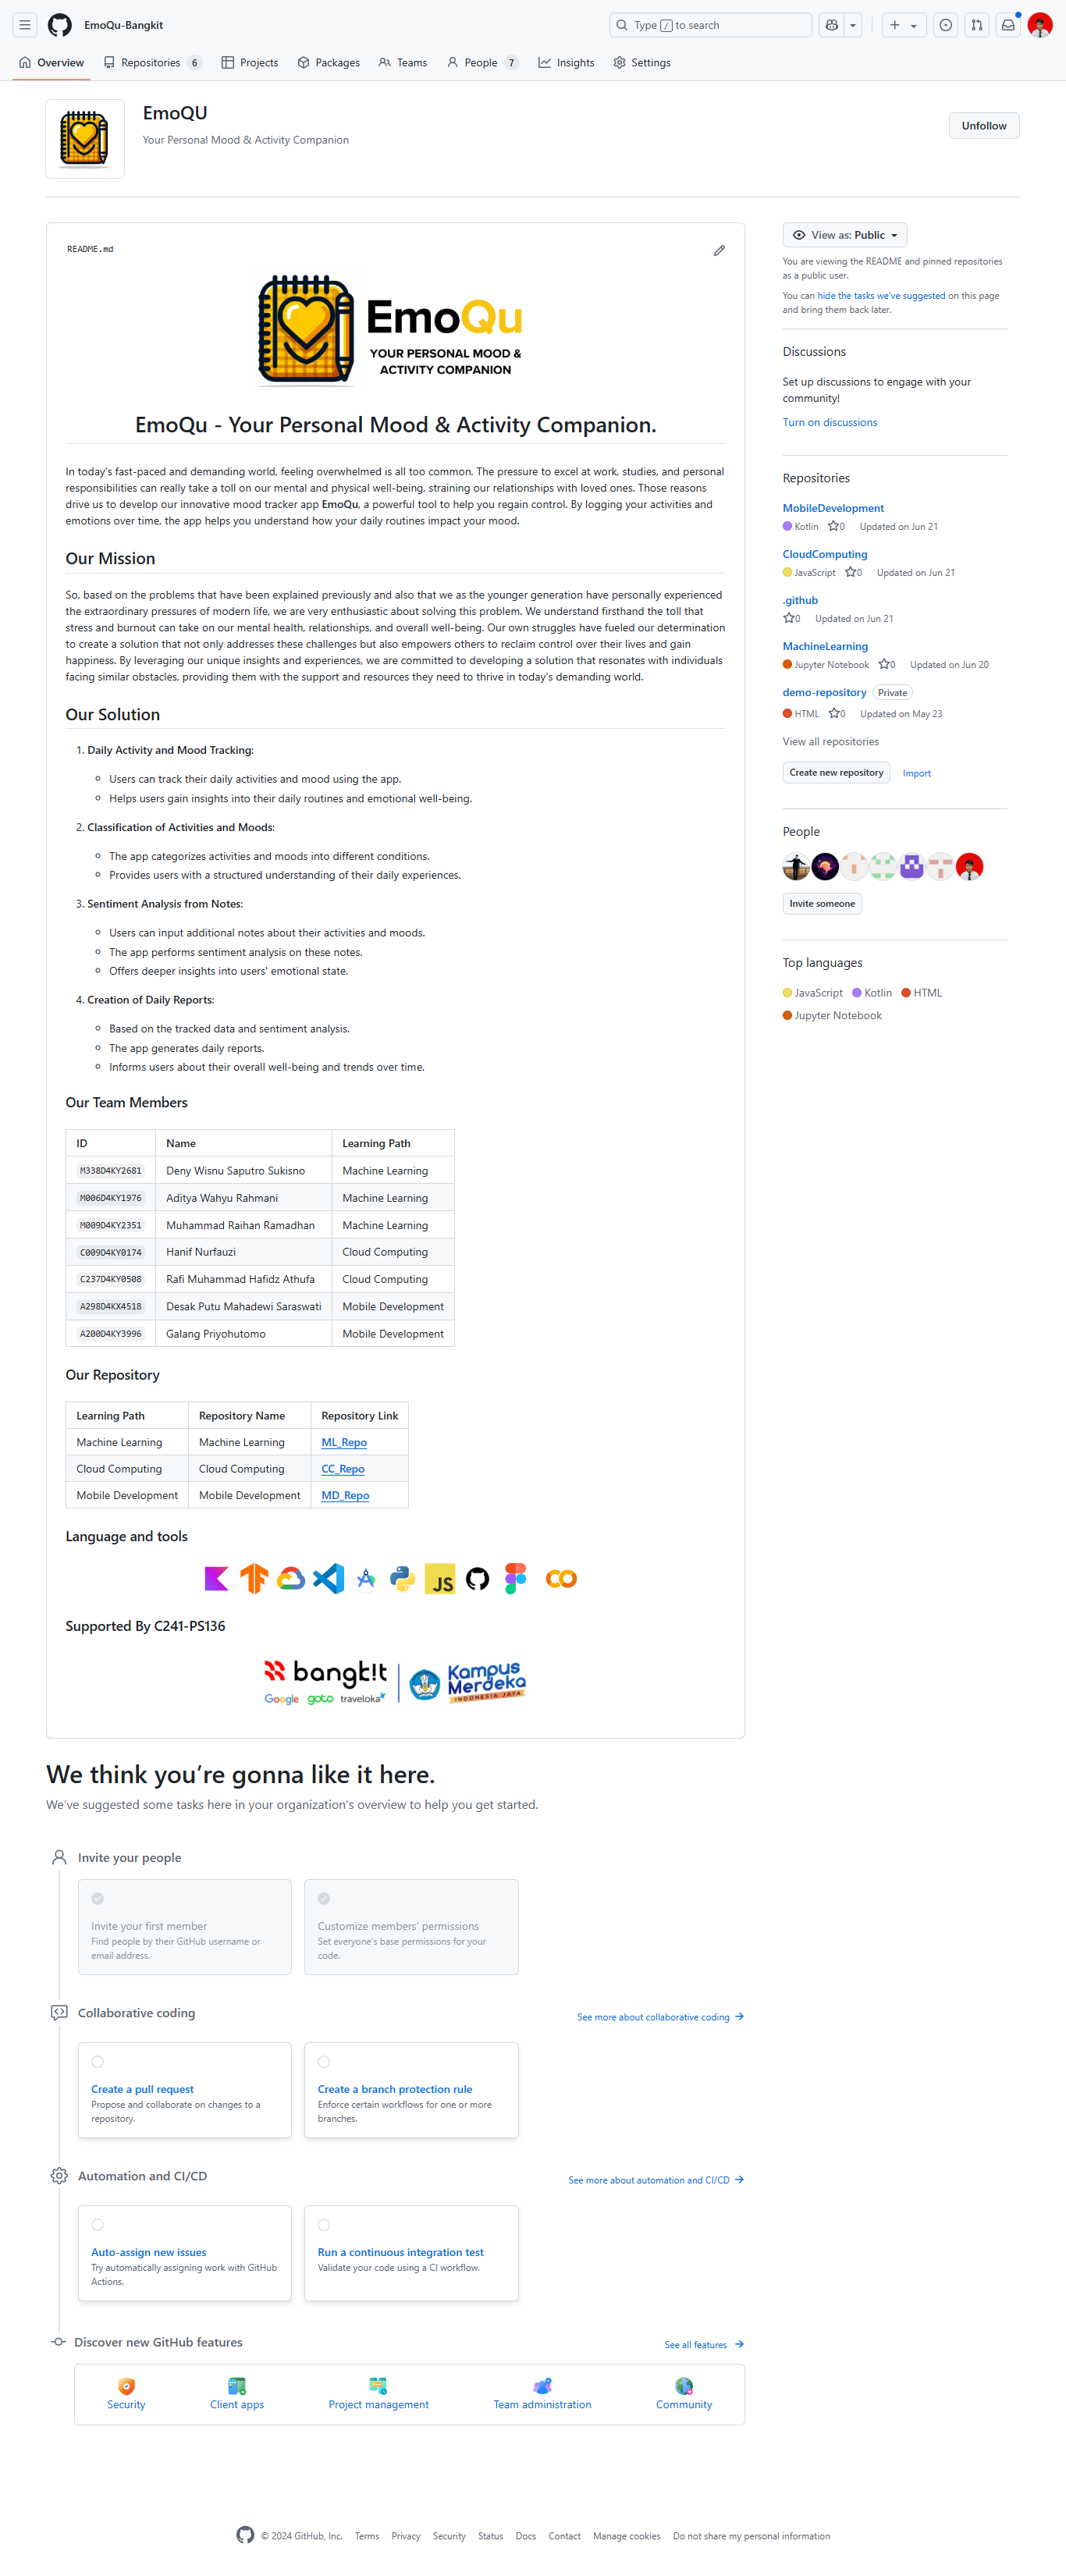 EmoQu-Bangkit
Type / to search
Overview
Repositories 6
Projects
Packages
Teams
People 7
Insights
Settings
EmoQU
Your Personal Mood & Activity Companion
Unfollow
README.md
EmoQu
YOUR PERSONAL MOOD &
ACTIVITY COMPANION
EmoQu - Your Personal Mood & Activity Companion.
In today's fast-paced and demanding world, feeling overwhelmed is all too common. The pressure to excel at work, studies, and personal
responsibilities can really take a toll on our mental and physical well-being, straining our relationships with loved ones. Those reasons
drive us to develop our innovative mood tracker app EmoQu, a powerful tool to help you regain control. By logging your activities and
emotions over time, the app helps you understand how your daily routines impact your mood.
Our Mission
So, based on the problems that have been explained previously and also that we as the younger generation have personally experienced
the extraordinary pressures of modern life, we are very enthusiastic about solving this problem. We understand firsthand the toll that
stress and burnout can take on our mental health, relationships, and overall well-being. Our own struggles have fueled our determination
to create a solution that not only addresses these challenges but also empowers others to reclaim control over their lives and gain
happiness. By leveraging our unique insights and experiences, we are committed to developing a solution that resonates with individuals
facing similar obstacles, providing them with the support and resources they need to thrive in today's demanding world.
Our Solution
1. Daily Activity and Mood Tracking:
Users can track their daily activities and mood using the app.
Helps users gain insights into their daily routines and emotional well-being.
2. Classification of Activities and Moods:
The app categorizes activities and moods into different conditions.
Provides users with a structured understanding of their daily experiences.
3. Sentiment Analysis from Notes:
Users can input additional notes about their activities and moods.
The app performs sentiment analysis on these notes.
Offers deeper insights into users' emotional state.
4. Creation of Daily Reports:
Based on the tracked data and sentiment analysis.
The app generates daily reports.
Informs users about their overall well-being and trends over time.
Our Team Members
ID Name Learning Path
M338D4KY2681 Deny Wisnu Saputro Sukisno Machine Learning
M006D4KY1976 Aditya Wahyu Rahmani Machine Learning
M009D4KY2351 Muhammad Raihan Ramadhan Machine Learning
C009D4KY0174 Hanif Nurfauzi Cloud Computing
C237D4KY0508 Rafi Muhammad Hafidz Athufa Cloud Computing
A298D4KX4518 Desak Putu Mahadewi Saraswati Mobile Development
A200D4KY3996 Galang Priyohutomo Mobile Development
Our Repository
Learning Path Repository Name Repository Link
Machine Learning Machine Learning ML_Repo
Cloud Computing Cloud Computing CC_Repo
Mobile Development Mobile Development MD_Repo
Language and tools
JS
Supported By C241-PS136
bangk!t
Google goto traveloka
Kampus
Merdeka
INDONESIA JAYA
View as: Public
You are viewing the README and pinned repositories
as a public user.
You can hide the tasks we've suggested on this page
and bring them back later.
Discussions
Set up discussions to engage with your
community!
Turn on discussions
Repositories
MobileDevelopment
Kotlin 0 Updated on Jun 21
CloudComputing
JavaScript 0 Updated on Jun 21
.github
0 Updated on Jun 21
MachineLearning
Jupyter Notebook 0 Updated on Jun 20
demo-repository Private
HTML 0 Updated on May 23
View all repositories
Create new repository Import
People
Invite someone
Top languages
JavaScript Kotlin HTML
Jupyter Notebook
We think you're gonna like it here.
We've suggested some tasks here in your organization's overview to help you get started.
Invite your people
Invite your first member
Find people by their GitHub username or
email address.
Customize members' permissions
Set everyone's base permissions for your
code.
Collaborative coding
See more about collaborative coding
Create a pull request
Propose and collaborate on changes to a
repository.
Create a branch protection rule
Enforce certain workflows for one or more
branches.
Automation and CI/CD
See more about automation and CI/CD
Auto-assign new issues
Try automatically assigning work with GitHub
Actions.
Run a continuous integration test
Validate your code using a CI workflow.
Discover new GitHub features
See all features
Security
Client apps
Project management
Team administration
Community
© 2024 GitHub, Inc. Terms Privacy Security Status Docs Contact Manage cookies Do not share my personal information